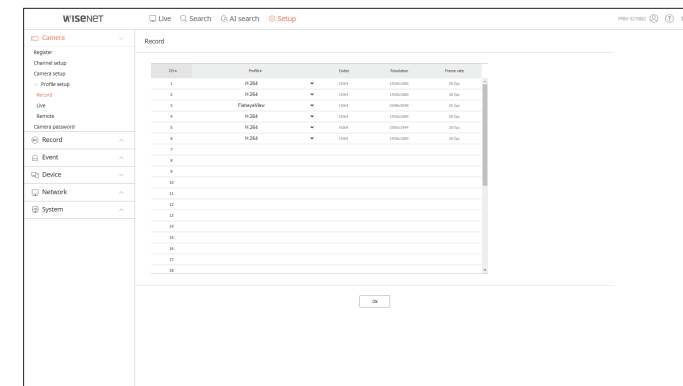 WISENET
Live Search AI search Setup
Camera
Record
Register
Channel setup
Camera setup
Profile setup
Record
Live
Remote
Camera password
Record
Event
Device
Network
System
CH Profiles Codec Resolution Frame rate
1 H.264 H264 1920x1080 30 fps
2 H.264 H264 1920x1080 30 fps
3 FisheyeView H264 2048x2048
4 H.264 H264 1920x1080 30 fps
5 H.264 H264 30 fps
6 H.264 H264 1920x1080 30 fps
7
8
9
10
11
12
13
14
15
16
17
18
Ok